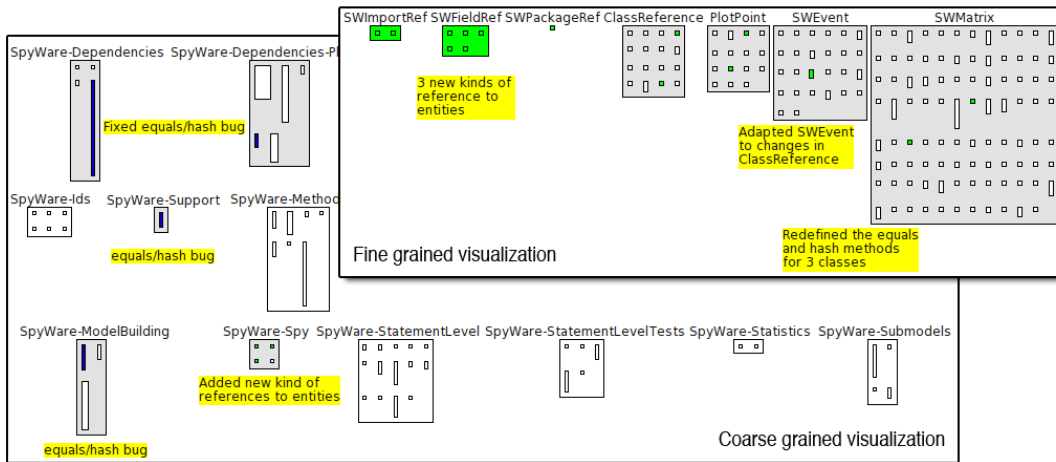 SWImportRef SWFieldRef SWPackageRef ClassReference PlotPoint SWEvent SWMatrix
3 new kinds of
reference to
entities
Adapted SWEvent
to changes in
ClassReference
Redefined the equals
and hash methods
for 3 classes
Fine grained visualization
SpyWare-Dependencies SpyWare-Dependencies-Pl
Fixed equals/hash bug
SpyWare-Ids SpyWare-Support SpyWare-Method
equals/hash bug
SpyWare-ModelBuilding SpyWare-Spy SpyWare-StatementLevel SpyWare-StatementLevelTests SpyWare-Statistics SpyWare-Submodels
Added new kind of
references to entities
equals/hash bug
Coarse grained visualization